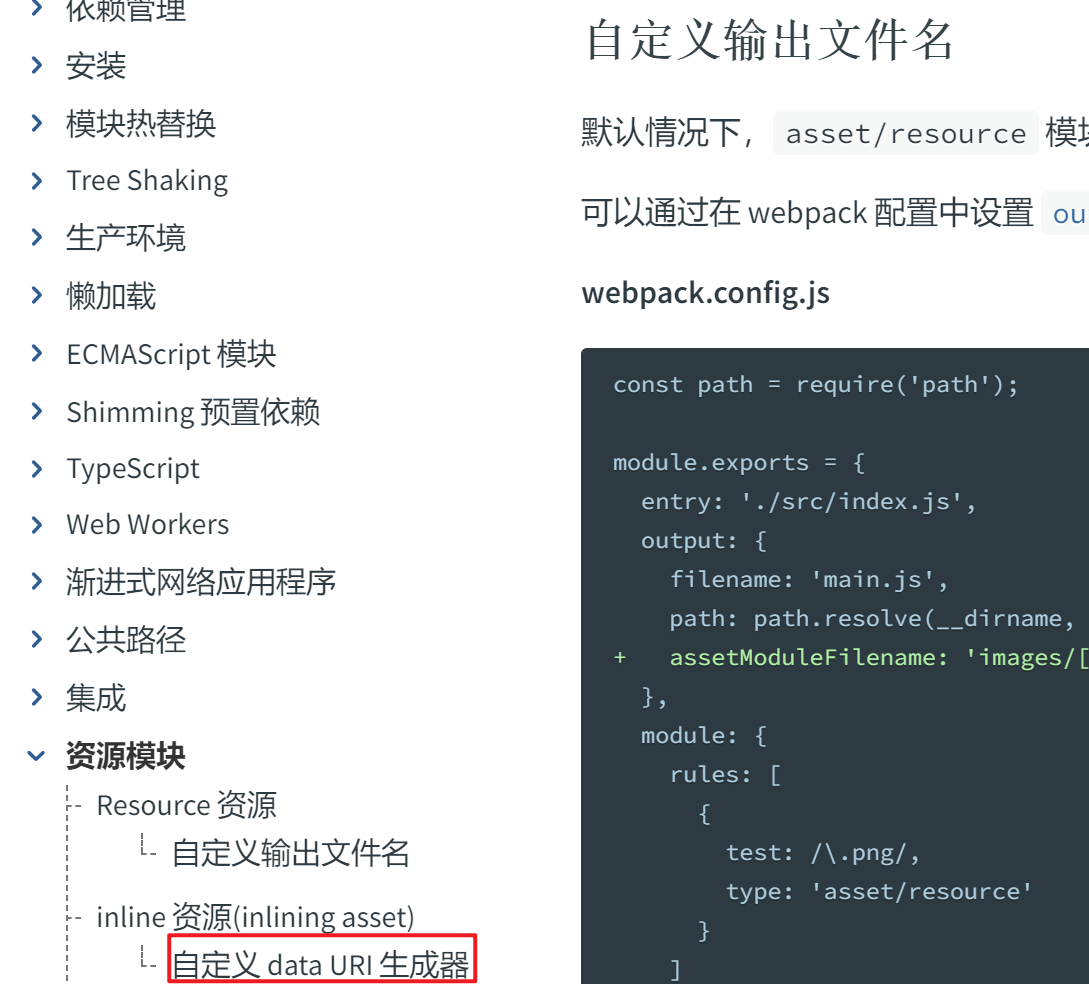 依赖管理
安装
模块热替换
Tree Shaking
生产环境
懒加载
ECMAScript 模块
Shimming 预置依赖
TypeScript
Web Workers
渐进式网络应用程序
公共路径
集成
资源模块
Resource 资源
自定义输出文件名
inline 资源(inlining asset)
自定义 data URI 生成器
自定义输出文件名
默认情况下， asset/resource 模块
可以通过在 webpack 配置中设置 ou
webpack.config.js
const path = require('path');
module.exports = {
entry: './src/index.js',
output: {
filename: 'main.js',
path: path.resolve(__dirname,
+ assetModuleFilename: 'images/[
},
module: {
rules: [
{
test: /\.png/,
type: 'asset/resource'
}
]